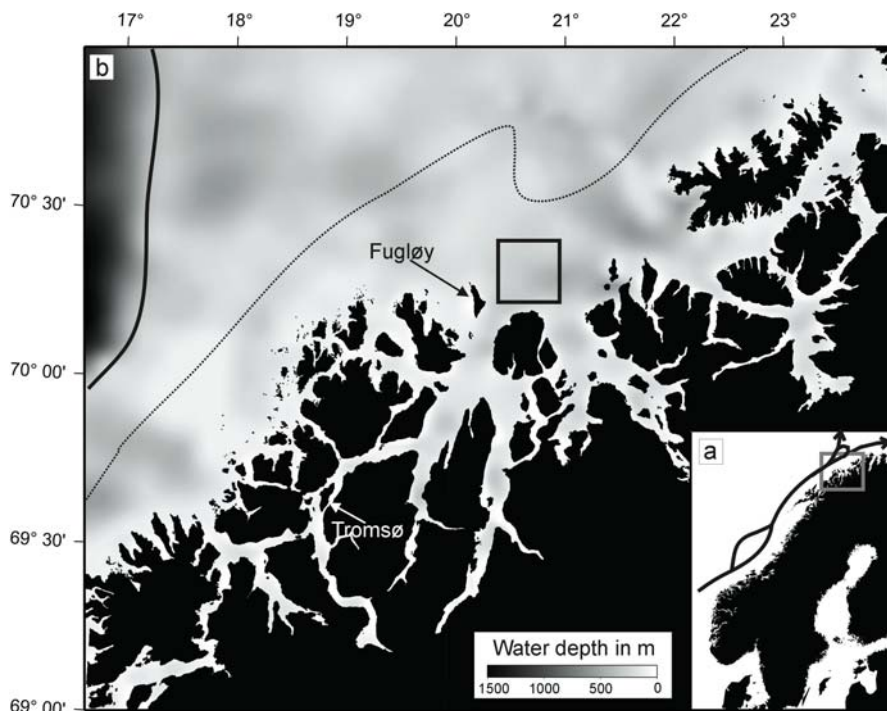 17° 18° 19° 20° 21° 22° 23°
b
70° 30'
Fugløy
70° 00'
a
69° 30'
Tromsø
Water depth in m
1500 1000 500 0
69° 00'